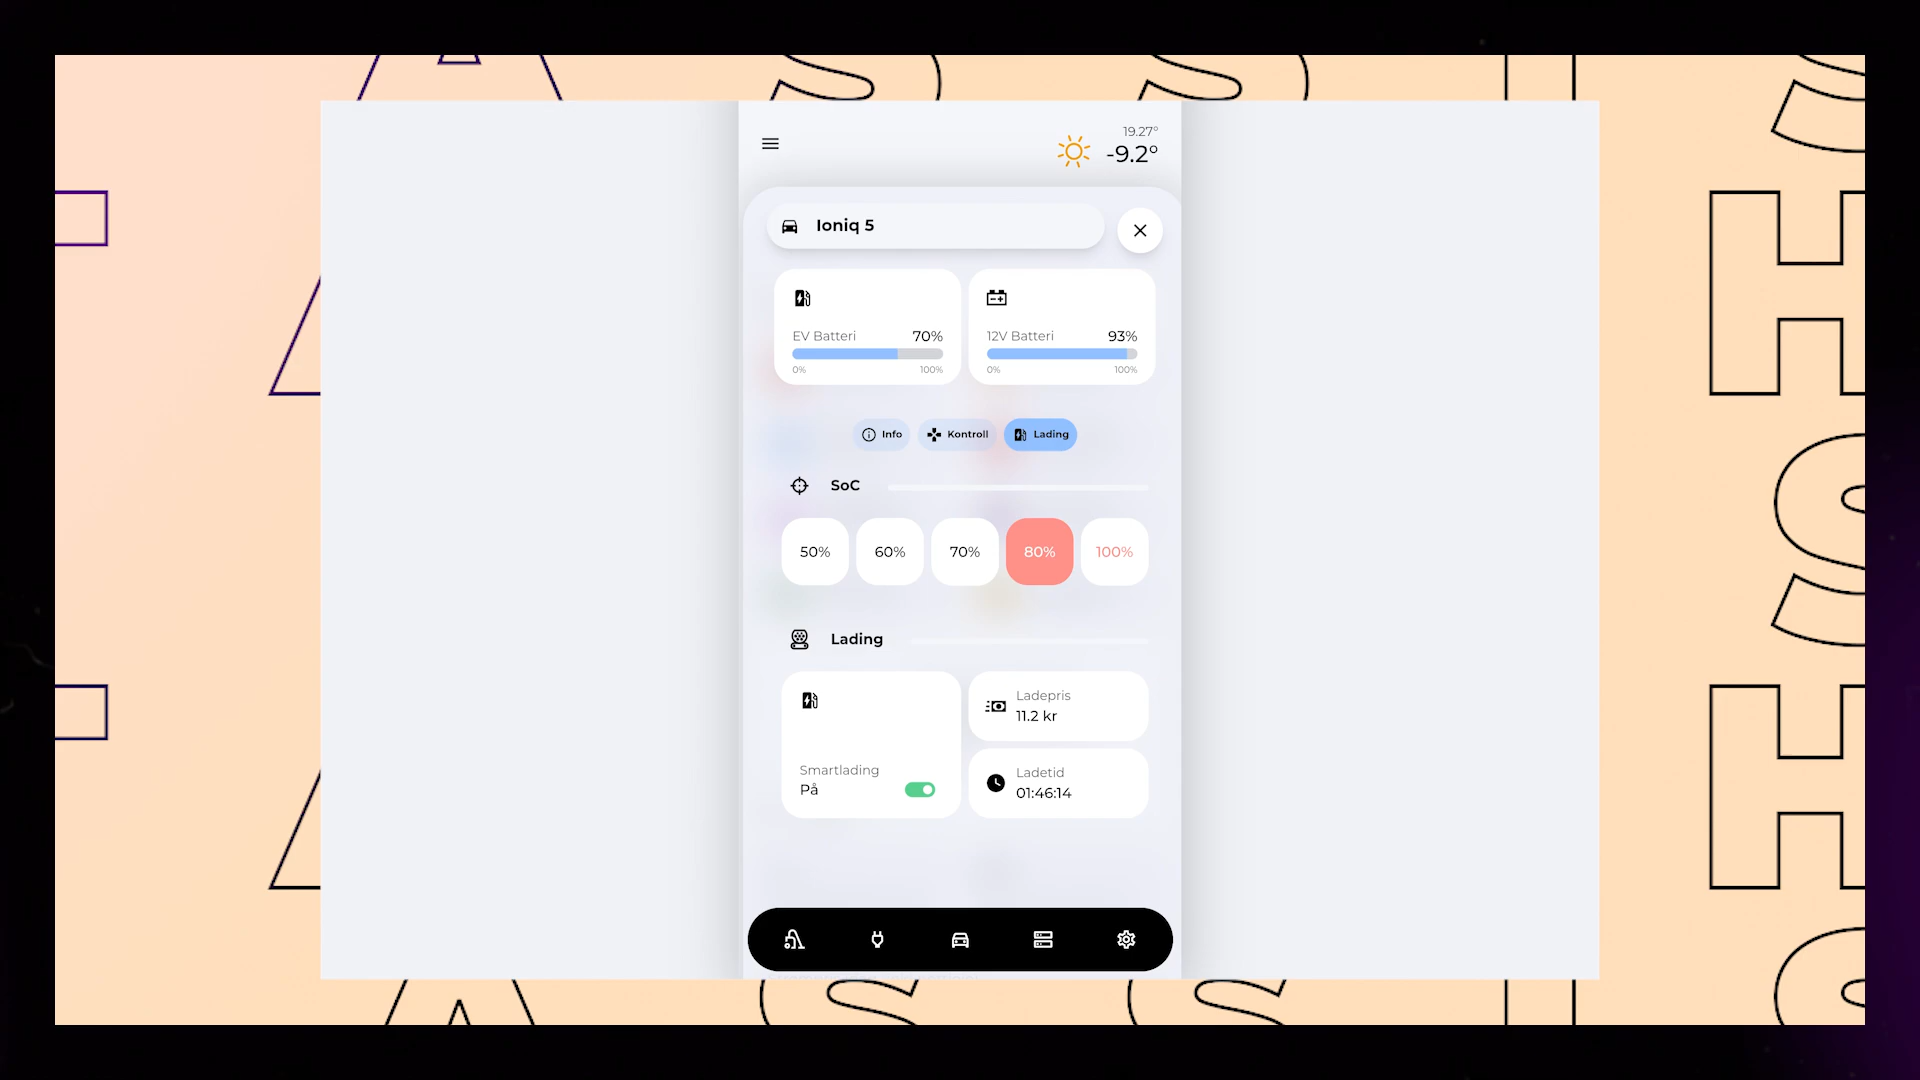 19.27°
-9.2°
Ioniq 5
EV Batteri 70%
0% 100%
12V Batteri 93%
0% 100%
Info Kontroll Lading
SoC
50% 60% 70% 80% 100%
Lading
Smartlading
På
Ladepris
11.2 kr
Ladetid
01:46:14